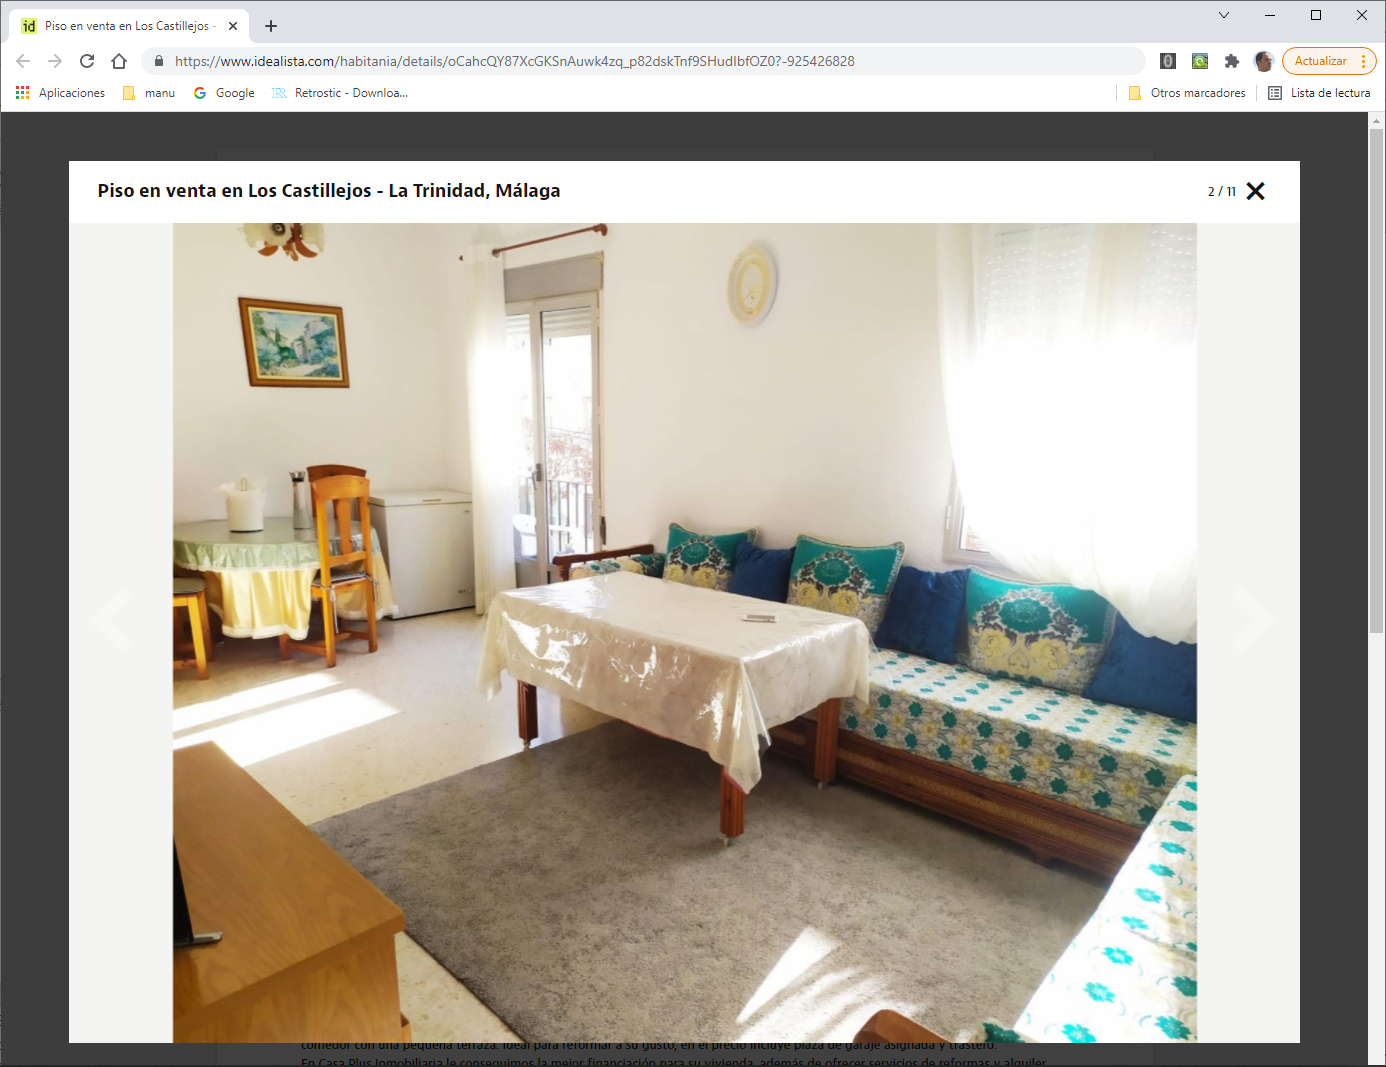 id Piso en venta en Los Castillejos -
https://www.idealista.com/habitania/details/oCahcQY87XcGKSnAuwk4zq_p82dskTnf9SHudIbfOZ0?-925426828
Actualizar
Aplicaciones manu Google Retrostic - Downloa... Otros marcadores Lista de lectura
Piso en venta en Los Castillejos - La Trinidad, Málaga 2 / 11
comedor con una pequeña terraza. Ideal para reformar a su gusto, en el precio incluye plaza de garaje asignada y trastero.
En Casa Plus Inmobiliaria le conseguimos la mejor financiación para su vivienda, además de ofrecer servicios de reformas y alquiler